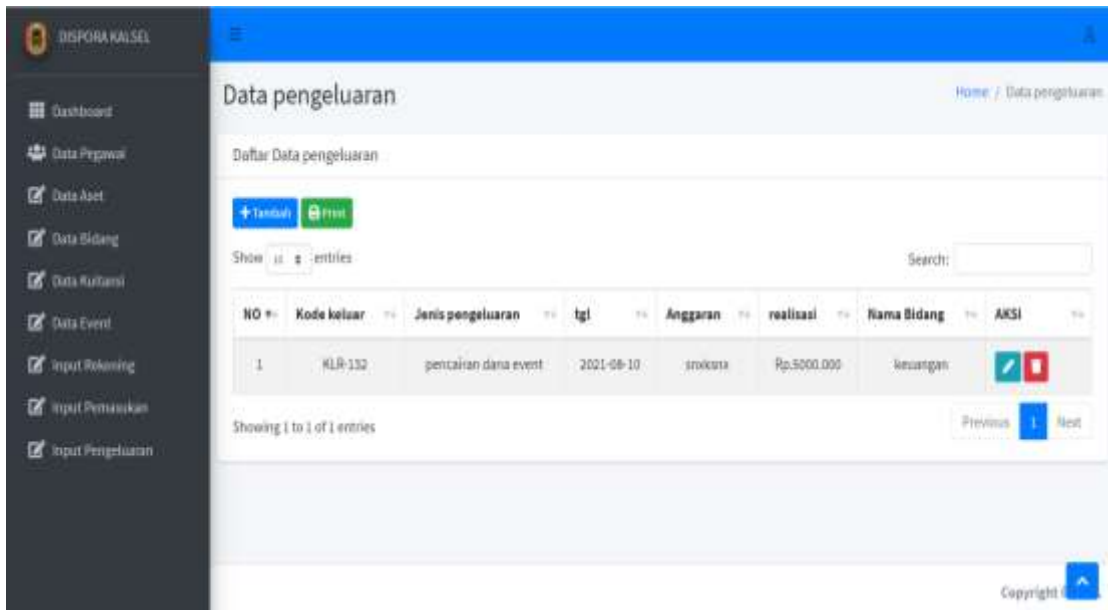 DISPORA KALSEL
Dashboard
Data Pegawai
Data Aset
Data Bidang
Data Kuitansi
Data Event
Input Rekening
Input Pemasukan
Input Pengeluaran
Data pengeluaran
Home / Data pengeluaran
Daftar Data pengeluaran
+Tambah Print
Show 10 entries
Search:
NO Kode keluar Jenis pengeluaran tgl Anggaran realisasi Nama Bidang AKSI
1 KLR-132 pencairan dana event 2021-08-10 Rp.5000.000 keuangan
Showing 1 to 1 of 1 entries
Previous 1 Next
Copyright